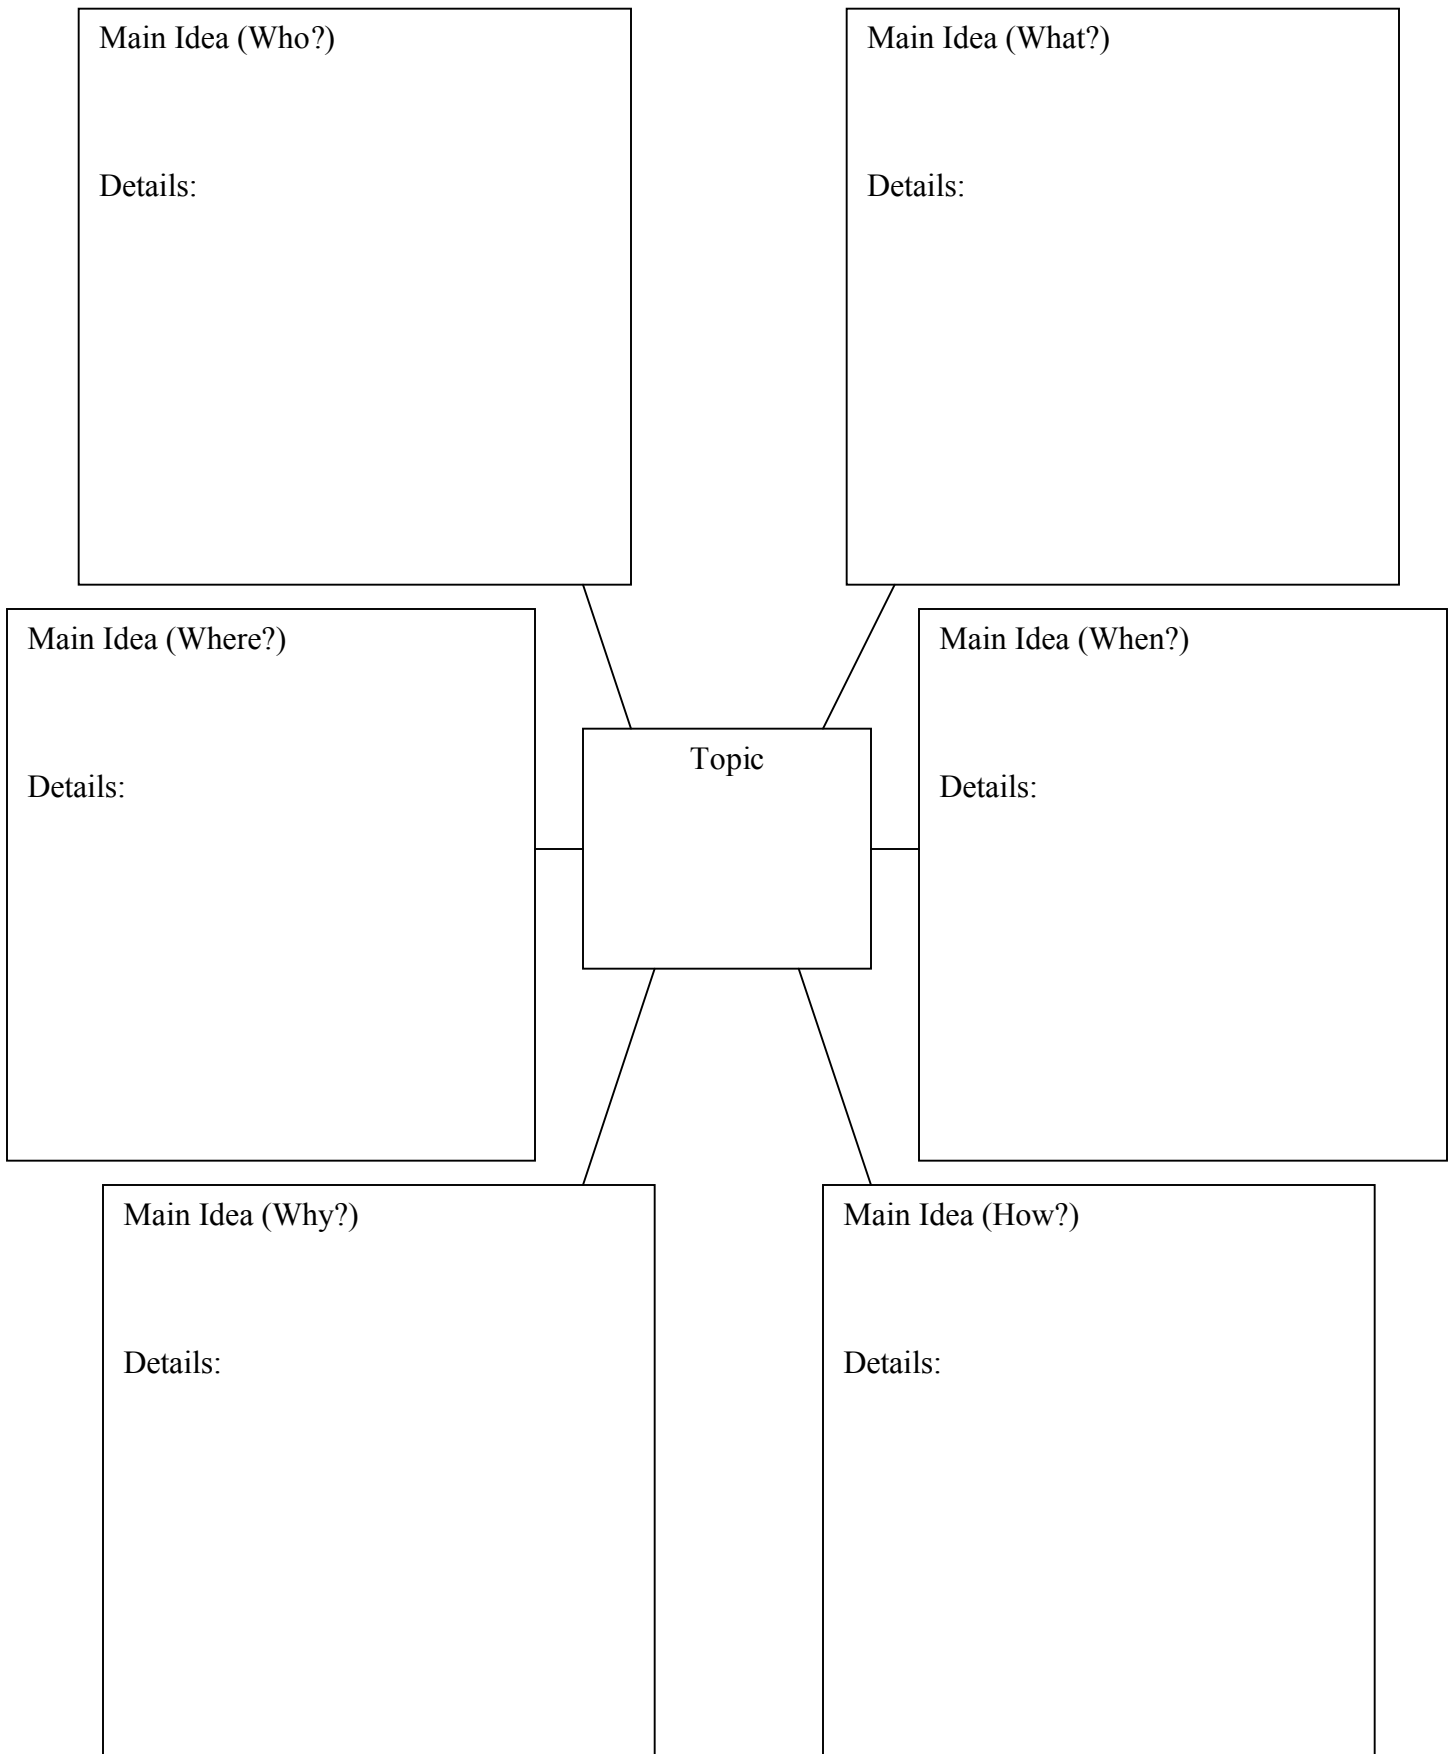 Main Idea (Who?)
Details:
Main Idea (What?)
Details:
Main Idea (Where?)
Details:
Topic
Main Idea (When?)
Details:
Main Idea (Why?)
Details:
Main Idea (How?)
Details: